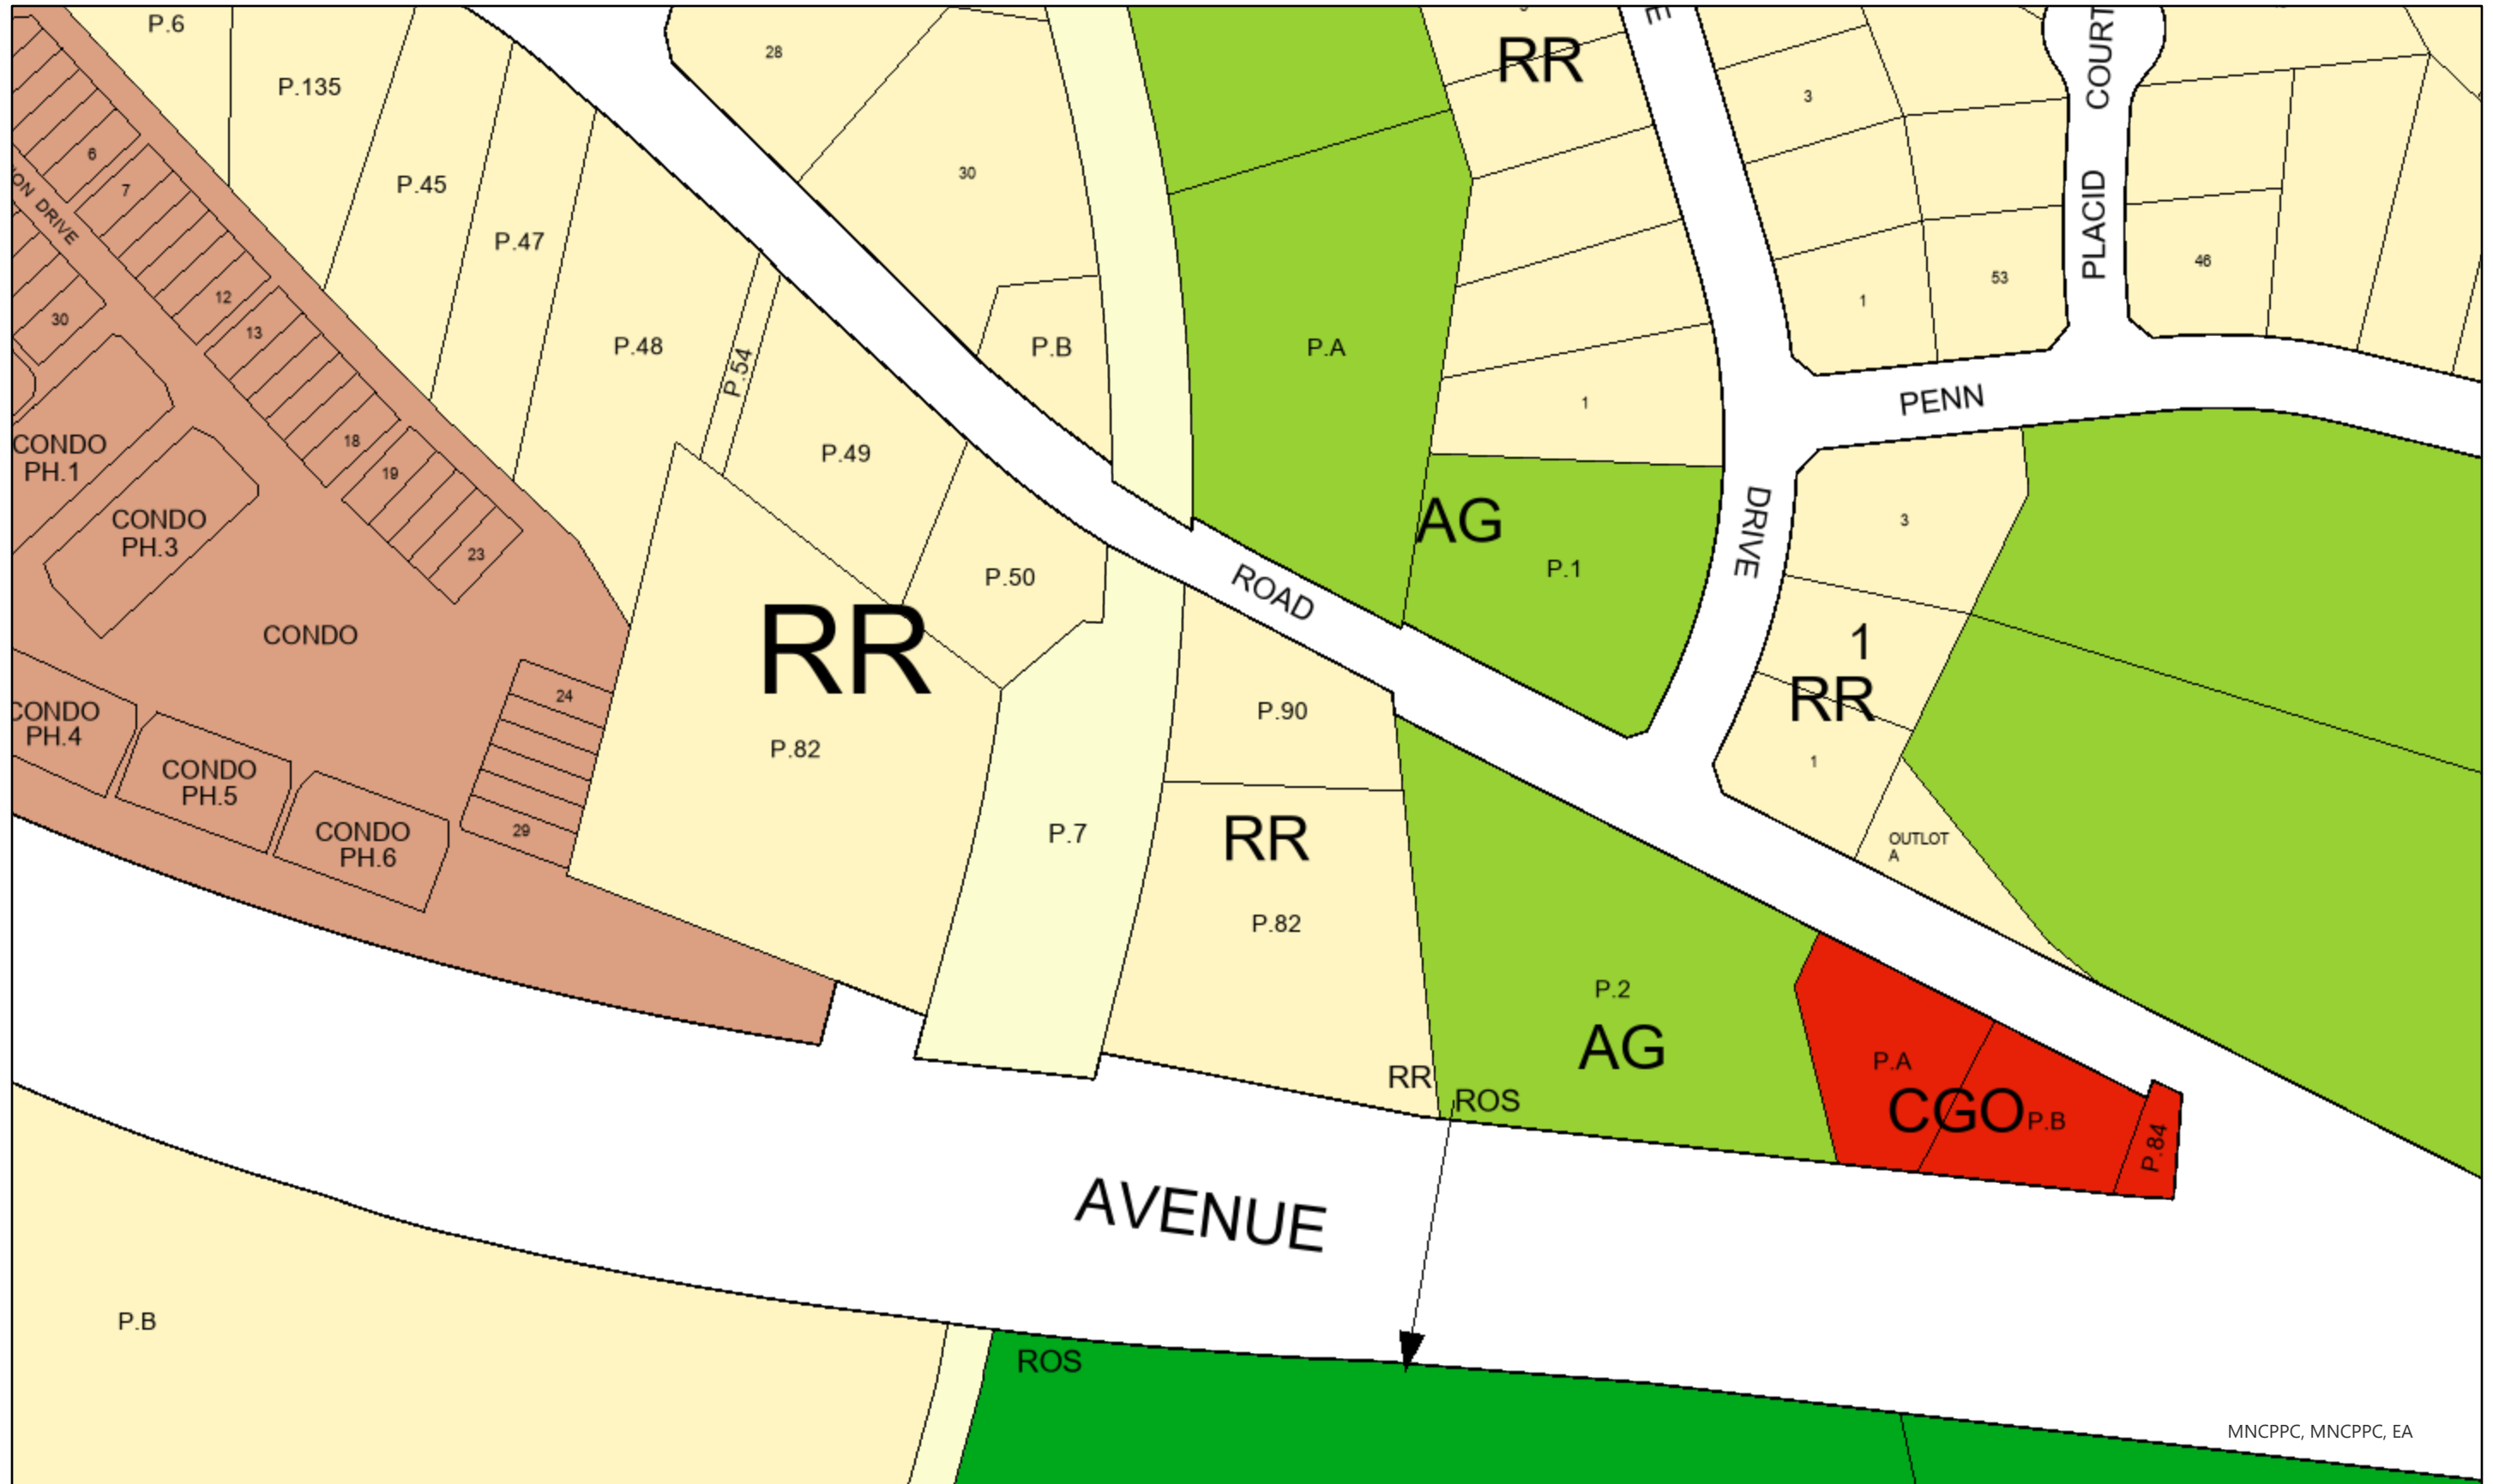 P.6
28
RR
COURT
P.135
3
6
30
P.45
7
PLACID
ON DRIVE
P.47
46
53
12
1
30
13
P.48
P.B
P.A
P.54
PENN
1
18
CONDO
PH.1
P.49
19
AG
3
CONDO
PH.3
DRIVE
23
P.1
P.50
ROAD
CONDO
RR
1
RR
24
P.90
CONDO
PH.4
P.82
1
CONDO
PH.5
29
CONDO
PH.6
P.7
RR
OUTLOT
A
P.82
P.2
AG
P.A
RR
ROS
CGO
P.B
P.84
AVENUE
P.B
ROS
MNCPPC, MNCPPC, EA